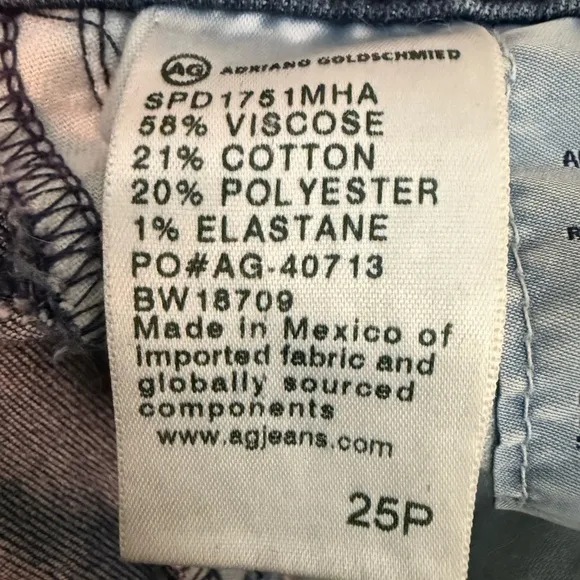 AG ADRIANO GOLDSCHMIED
SPD1751MHA
58% VISCOSE
21% COTTON
20% POLYESTER
1% ELASTANE
PO#AG-40713
BW18709
Made in Mexico of
imported fabric and
globally sourced
components
www.agjeans.com
25P